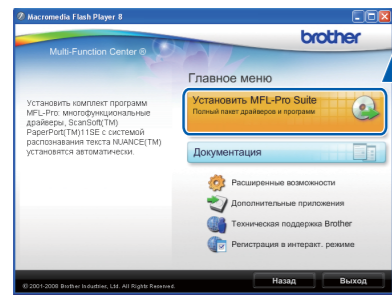 Macromedia Flash Player 8
brother
Multi-Function Center ®
Главное меню
Установить комплект программ
MFL-Pro: многофункциональные
драйверы, ScanSoft(TM)
PaperPort(TM)11SE с системой
распознавания текста NUANCE(TM)
установятся автоматически.
Установить MFL-Pro Suite
Полный пакет драйверов и программ
Документация
Расширенные возможности
Дополнительные приложения
Техническая поддержка Brother
Регистрация в интеракт. режиме
© 2001-2008 Brother Industries, Ltd. All Rights Reserved.
Назад
Выход